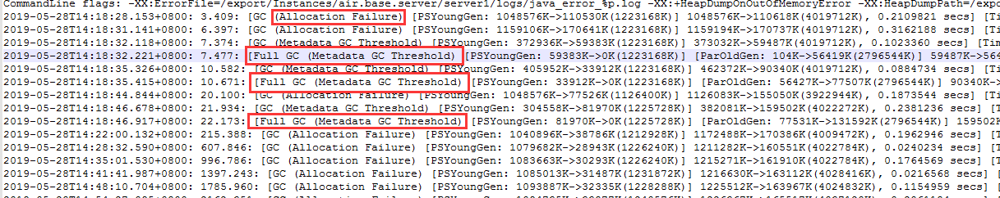 CommandLine flags: -XX:ErrorFile=/export/Instances/air.base.server/server1/logs/java_error_%p.log -XX:+HeapDumpOnOutOfMemoryError -XX:HeapDumpPath=/expo
2019-05-28T14:18:28.153+0800: 3.409: [GC (Allocation Failure) [PSYoungGen: 1048576K->110530K(1223168K)] 1048576K->110618K(4019712K), 0.2109821 secs] [Tim
2019-05-28T14:18:31.141+0800: 6.397: [GC (Allocation Failure) [PSYoungGen: 1159106K->170641K(1223168K)] 1159194K->170737K(4019712K), 0.3162188 secs] [Tim
2019-05-28T14:18:32.118+0800: 7.374: [GC (Metadata GC Threshold) [PSYoungGen: 372936K->59383K(1223168K)] 373032K->59487K(4019712K), 0.1023360 secs] [Time
2019-05-28T14:18:32.221+0800: 7.477: [Full GC (Metadata GC Threshold) [PSYoungGen: 59383K->0K(1223168K)] [ParOldGen: 104K->56419K(2796544K)] 59487K->564
2019-05-28T14:18:35.326+0800: 10.582: [GC (Metadata GC Threshold) [PSYoungGen: 405952K->33912K(1223168K)] 462372K->90340K(4019712K), 0.0884734 secs] [Ti
2019-05-28T14:18:35.415+0800: 10.671: [Full GC (Metadata GC Threshold) [PSYoungGen: 33912K->0K(1223168K)] [ParOldGen: 56427K->77507K(2796544K)] 90340K->
2019-05-28T14:18:44.844+0800: 20.100: [GC (Allocation Failure) [PSYoungGen: 1048576K->77526K(1126400K)] 1126083K->155050K(3922944K), 0.1873544 secs] [Ti
2019-05-28T14:18:46.678+0800: 21.934: [GC (Metadata GC Threshold) [PSYoungGen: 304558K->81970K(1225728K)] 382081K->159502K(4022272K), 0.2381236 secs] [T
2019-05-28T14:18:46.917+0800: 22.173: [Full GC (Metadata GC Threshold) [PSYoungGen: 81970K->0K(1225728K)] [ParOldGen: 77531K->131592K(2796544K)] 159502K
2019-05-28T14:22:00.132+0800: 215.388: [GC (Allocation Failure) [PSYoungGen: 1040896K->38786K(1212928K)] 1172488K->170386K(4009472K), 0.1962946 secs] [T
2019-05-28T14:28:32.590+0800: 607.846: [GC (Allocation Failure) [PSYoungGen: 1079682K->28943K(1226240K)] 1211282K->160551K(4022784K), 0.0240234 secs] [T
2019-05-28T14:35:01.530+0800: 996.786: [GC (Allocation Failure) [PSYoungGen: 1083663K->30293K(1226240K)] 1215271K->161910K(4022784K), 0.1764569 secs] [T
2019-05-28T14:41:41.987+0800: 1397.243: [GC (Allocation Failure) [PSYoungGen: 1085013K->31487K(1231872K)] 1216630K->163112K(4028416K), 0.0216568 secs] [
2019-05-28T14:48:10.704+0800: 1785.960: [GC (Allocation Failure) [PSYoungGen: 1093887K->32335K(1228288K)] 1225512K->163967K(4024832K), 0.1154959 secs] [